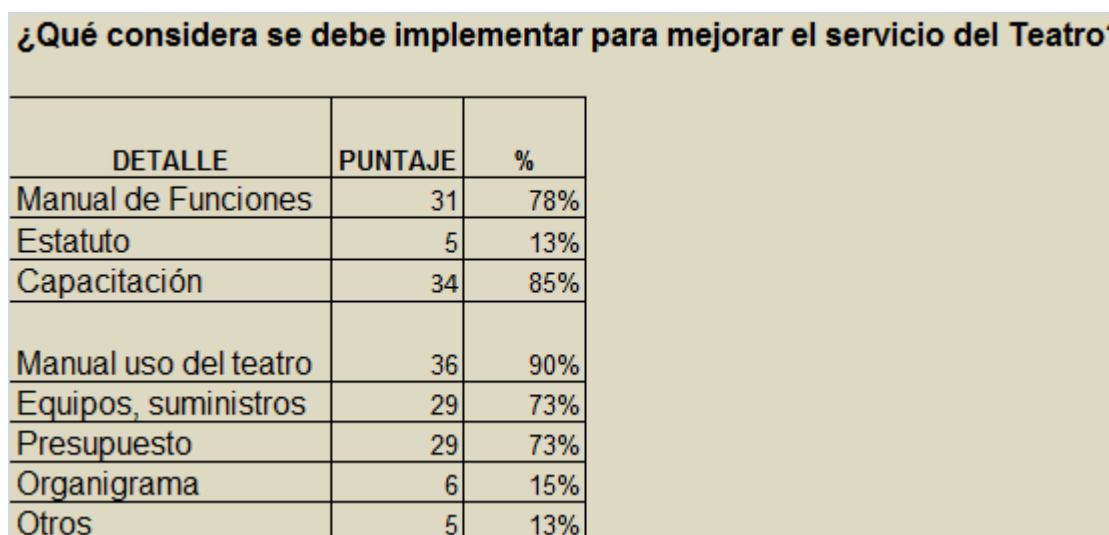 ¿Qué considera se debe implementar para mejorar el servicio del Teatro?
DETALLE PUNTAJE %
Manual de Funciones 31 78%
Estatuto 5 13%
Capacitación 34 85%
Manual uso del teatro 36 90%
Equipos, suministros 29 73%
Presupuesto 29 73%
Organigrama 6 15%
Otros 5 13%